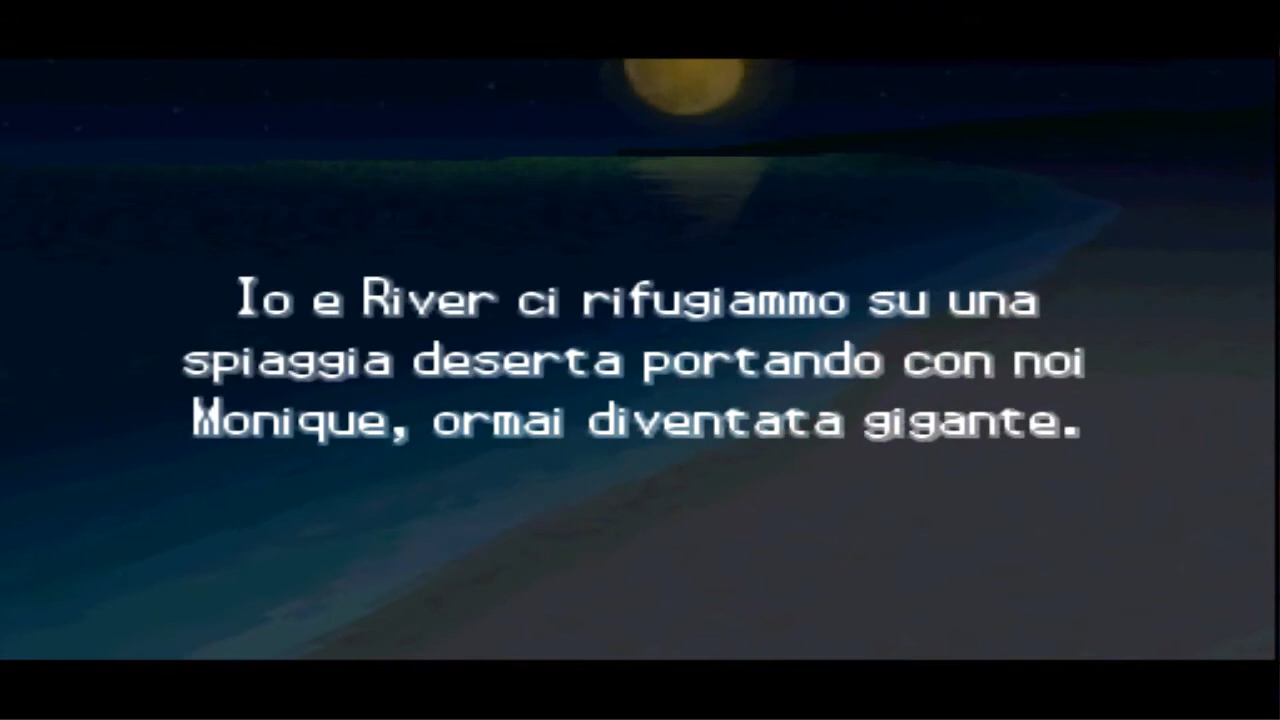 Io e River ci rifugiammo su una
spiaggia deserta portando con noi
Monique, ormai diventata gigante.